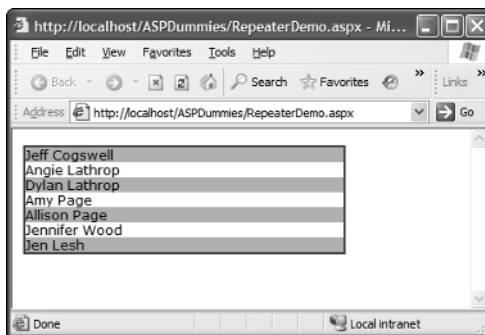 http://localhost/ASPDummies/RepeaterDemo.aspx - Mi...
File Edit View Favorites Tools Help
Back Search Favorites » Links »
Address http://localhost/ASPDummies/RepeaterDemo.aspx Go
Jeff Cogswell
Angie Lathrop
Dylan Lathrop
Amy Page
Allison Page
Jennifer Wood
Jen Lesh
Done Local intranet